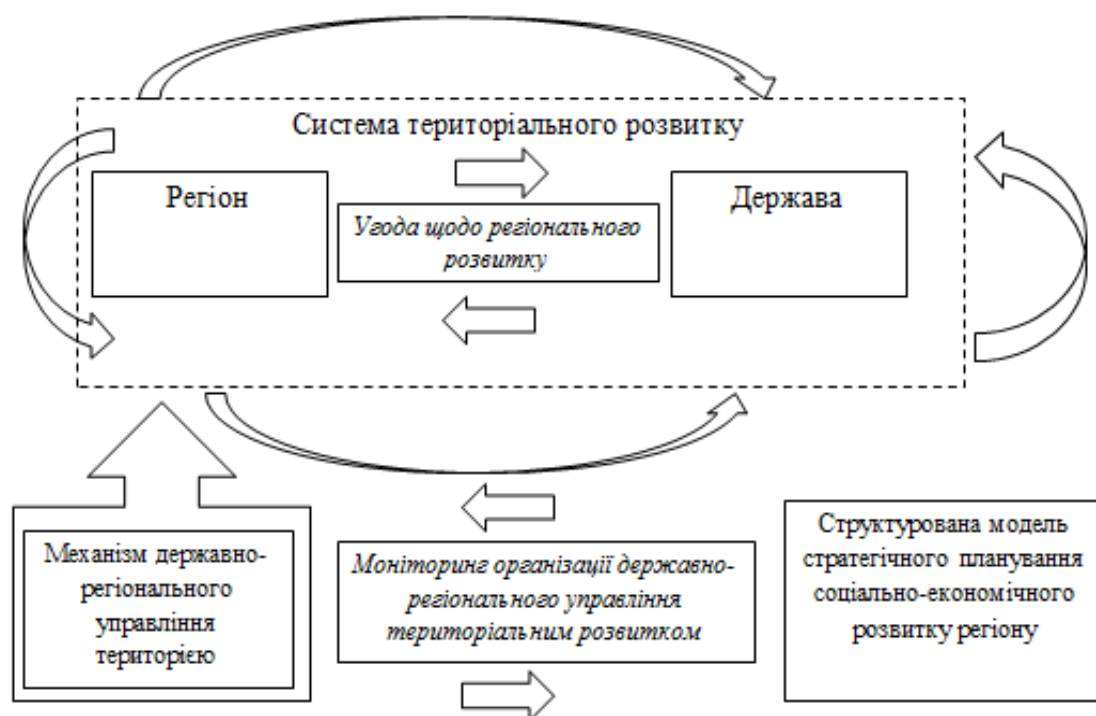 Система територіального розвитку
Регіон
Угода щодо регіонального
розвитку
Держава
Механізм державно-
регіонального
управління
територією
Моніторинг організації державно-
регіонального управління
територіальним розвитком
Структурована модель
стратегічного планування
соціально-економічного
розвитку регіону